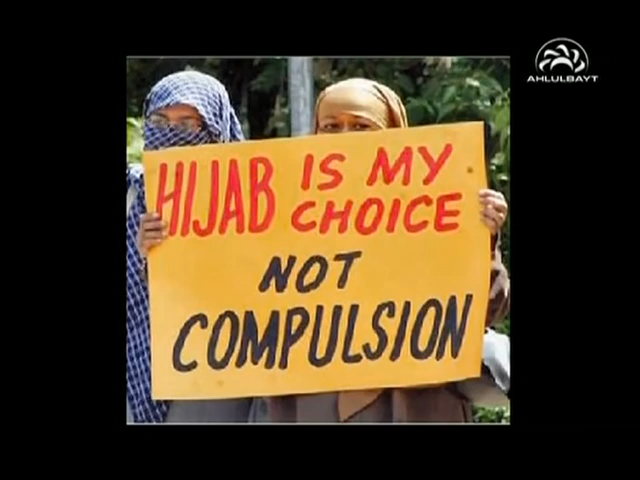 AHLULBAYT
HIJAB IS MY
CHOICE
NOT
COMPULSION